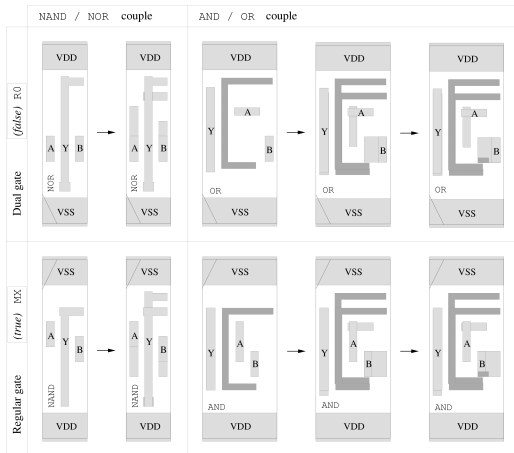 NAND / NOR couple
AND / OR couple
Dual gate (false) RO
VDD VDD VDD VDD VDD
A Y B
NOR
A Y B
NOR
Y A B
OR
Y A B
OR
Y A B
OR
VSS VSS VSS VSS VSS
Regular gate (true) MX
VSS VSS VSS VSS VSS
A Y B
NAND
A Y B
NAND
Y A B
AND
Y A B
AND
Y A B
AND
VDD VDD VDD VDD VDD